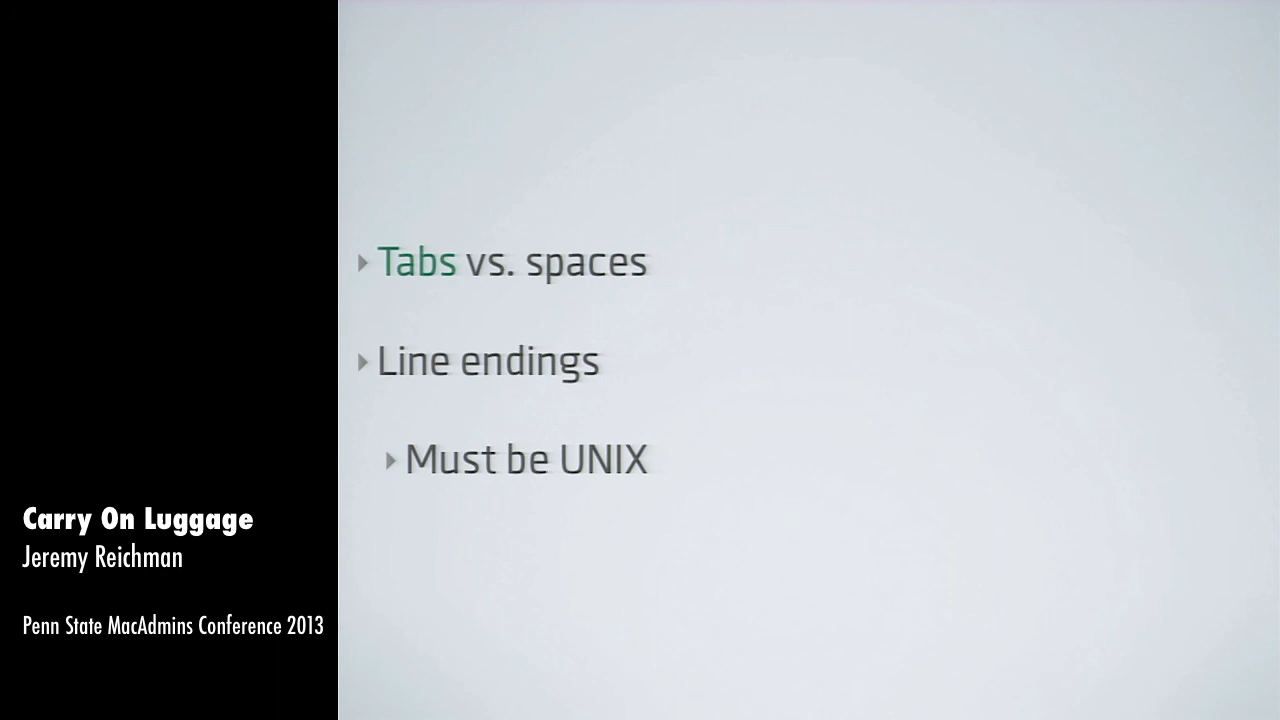 Tabs vs. spaces
Line endings
Must be UNIX
Carry On Luggage
Jeremy Reichman
Penn State MacAdmins Conference 2013